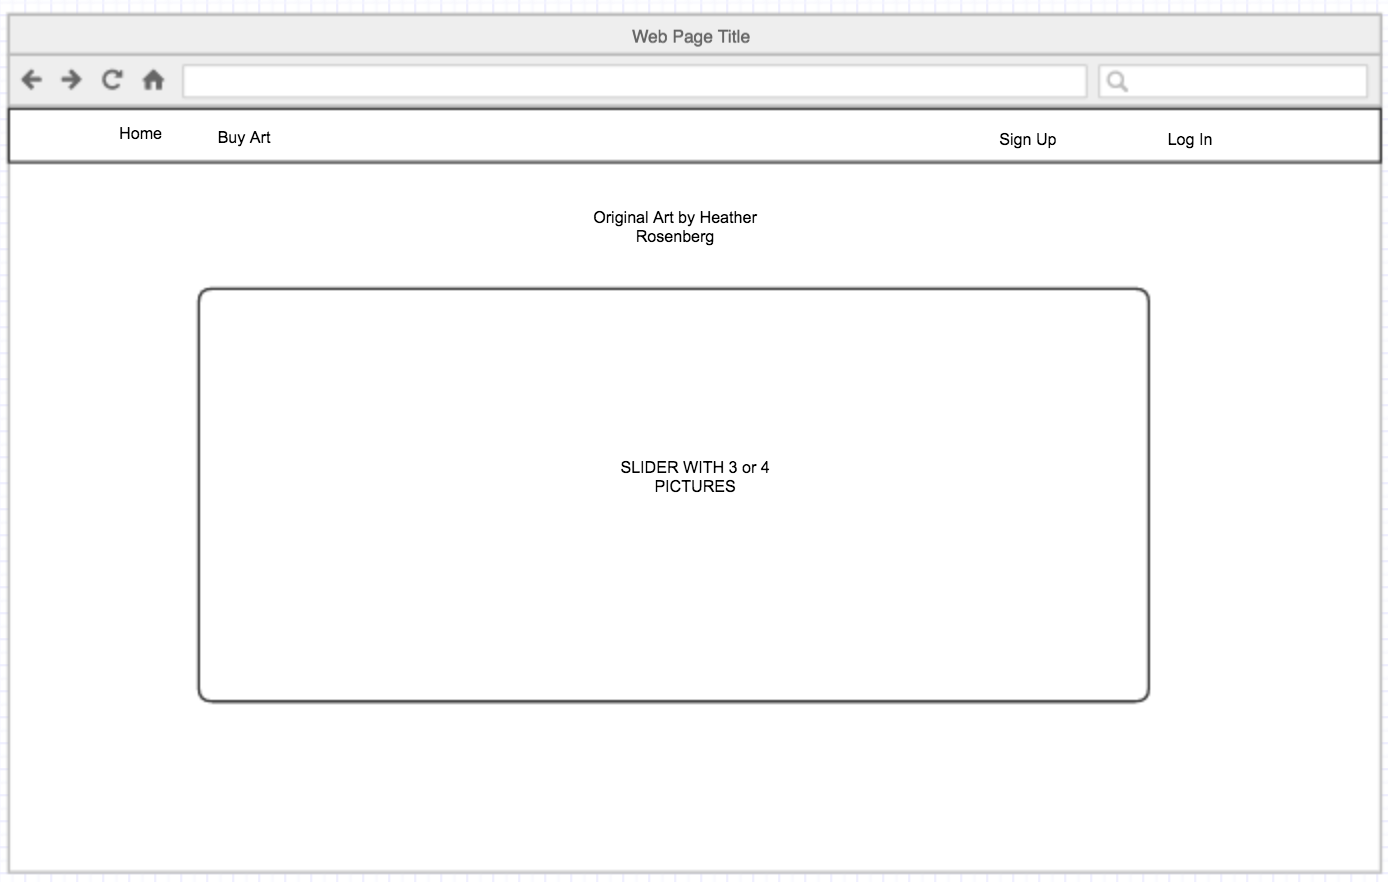 Web Page Title
Home
Buy Art
Sign Up
Log In
Original Art by Heather
Rosenberg
SLIDER WITH 3 or 4
PICTURES